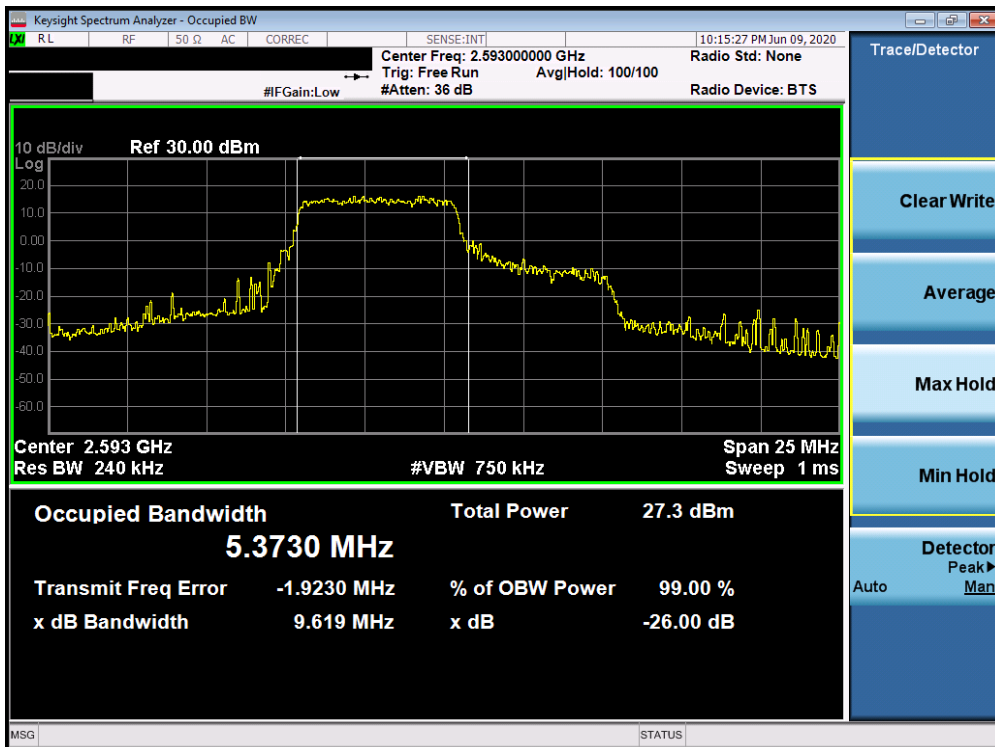 Keysight Spectrum Analyzer - Occupied BW
LXI RL RF 50 Ω AC CORREC SENSE:INT 10:15:27 PM Jun 09, 2020
Center Freq: 2.593000000 GHz Radio Std: None
Trig: Free Run Avg|Hold: 100/100
#IFGain:Low #Atten: 36 dB Radio Device: BTS
10 dB/div Ref 30.00 dBm
Log
20.0
10.0
0.00
-10.0
-20.0
-30.0
-40.0
-50.0
-60.0
Center 2.593 GHz Span 25 MHz
Res BW 240 kHz #VBW 750 kHz Sweep 1 ms
Occupied Bandwidth Total Power 27.3 dBm
5.3730 MHz
Transmit Freq Error -1.9230 MHz % of OBW Power 99.00 %
x dB Bandwidth 9.619 MHz x dB -26.00 dB
MSG STATUS
Trace/Detector
Clear Write
Average
Max Hold
Min Hold
Detector
Peak▶
Auto Man